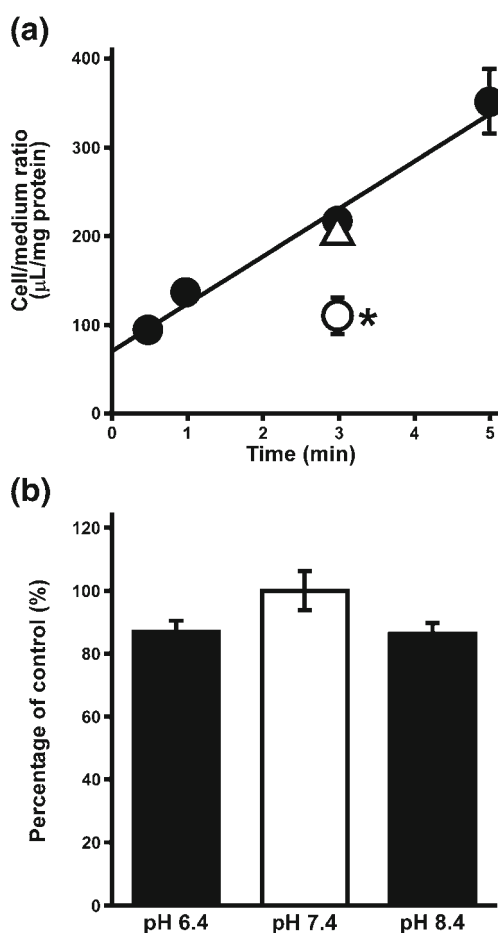 (a)
Cell/medium ratio
(μL/mg protein)
400
300
200
100
0
*
0 1 2 3 4 5
Time (min)
(b)
Percentage of control (%)
120
100
80
60
40
20
0
pH 6.4 pH 7.4 pH 8.4